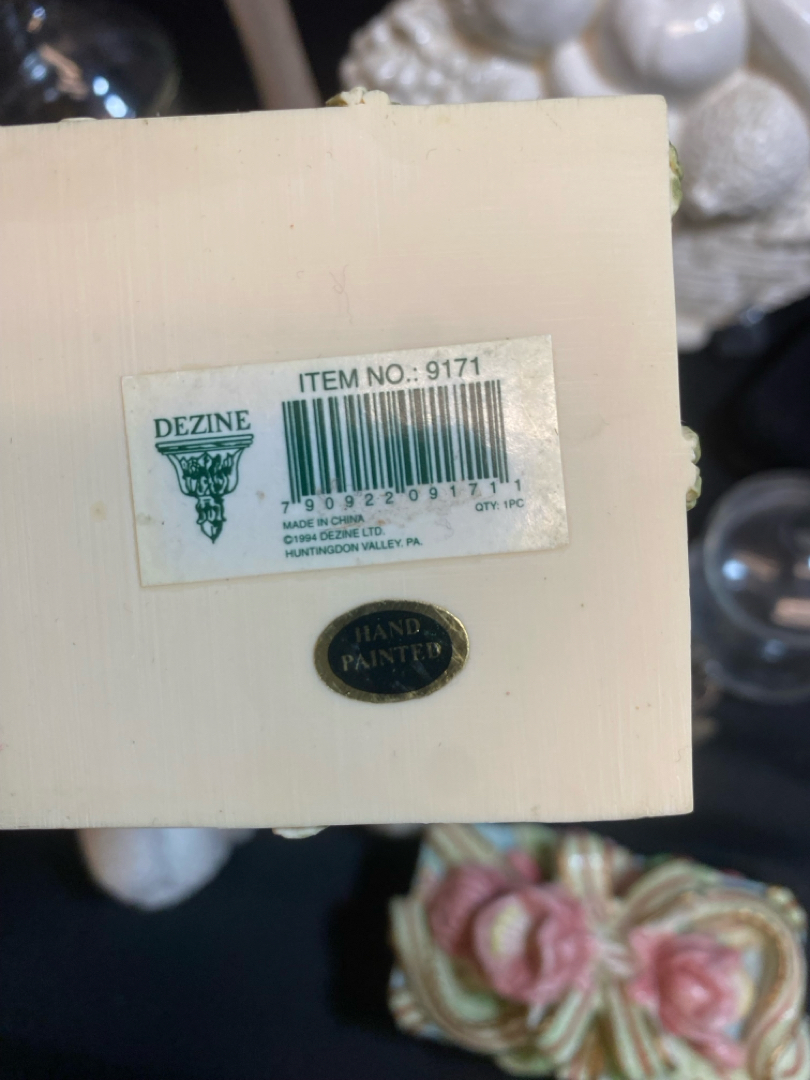 ITEM NO.: 9171
DEZINE
7 90922 09171 1
QTY: 1PC
MADE IN CHINA
©1994 DEZINE LTD.
HUNTINGDON VALLEY. PA.
HAND
PAINTED